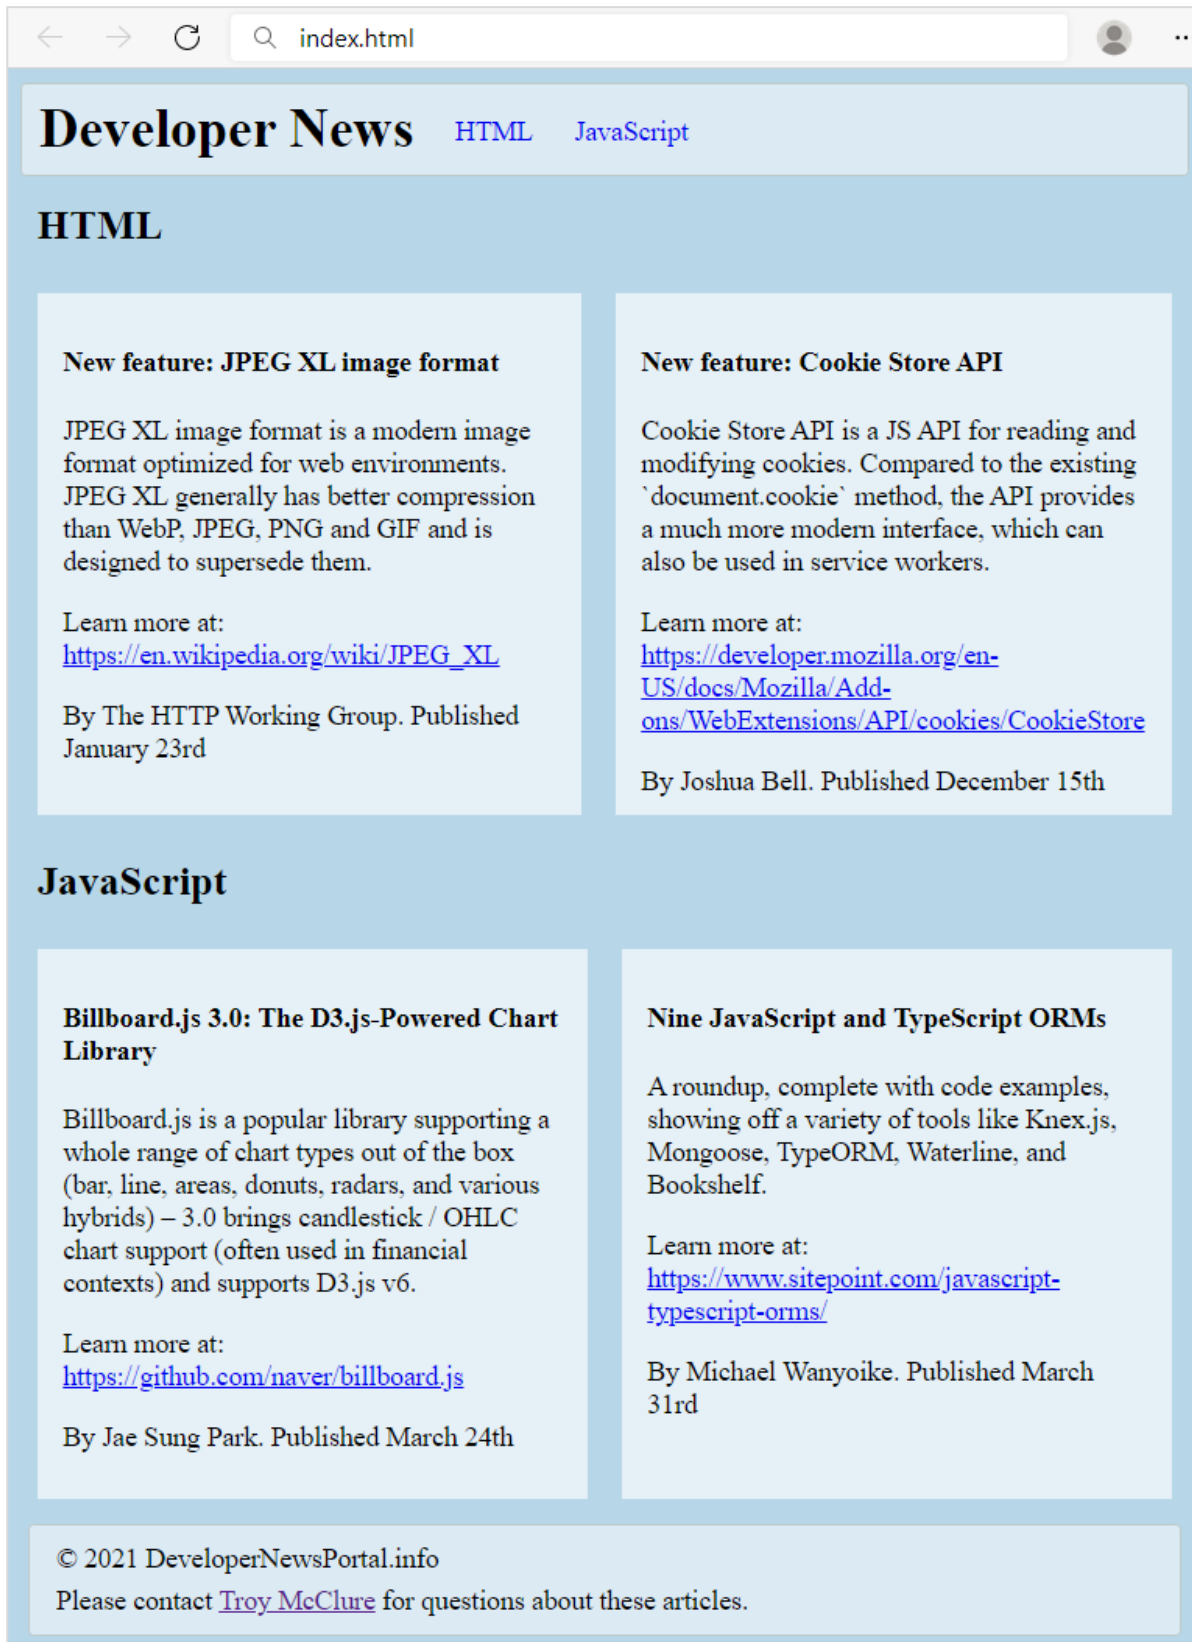 index.html
Developer News HTML JavaScript
HTML
New feature: JPEG XL image format
JPEG XL image format is a modern image
format optimized for web environments.
JPEG XL generally has better compression
than WebP, JPEG, PNG and GIF and is
designed to supersede them.
Learn more at:
https://en.wikipedia.org/wiki/JPEG_XL
By The HTTP Working Group. Published
January 23rd
New feature: Cookie Store API
Cookie Store API is a JS API for reading and
modifying cookies. Compared to the existing
`document.cookie` method, the API provides
a much more modern interface, which can
also be used in service workers.
Learn more at:
https://developer.mozilla.org/en-
US/docs/Mozilla/Add-
ons/WebExtensions/API/cookies/CookieStore
By Joshua Bell. Published December 15th
JavaScript
Billboard.js 3.0: The D3.js-Powered Chart
Library
Billboard.js is a popular library supporting a
whole range of chart types out of the box
(bar, line, areas, donuts, radars, and various
hybrids) – 3.0 brings candlestick / OHLC
chart support (often used in financial
contexts) and supports D3.js v6.
Learn more at:
https://github.com/naver/billboard.js
By Jae Sung Park. Published March 24th
Nine JavaScript and TypeScript ORMs
A roundup, complete with code examples,
showing off a variety of tools like Knex.js,
Mongoose, TypeORM, Waterline, and
Bookshelf.
Learn more at:
https://www.sitepoint.com/javascript-
typescript-orms/
By Michael Wanyoike. Published March
31rd
© 2021 DeveloperNewsPortal.info
Please contact Troy McClure for questions about these articles.